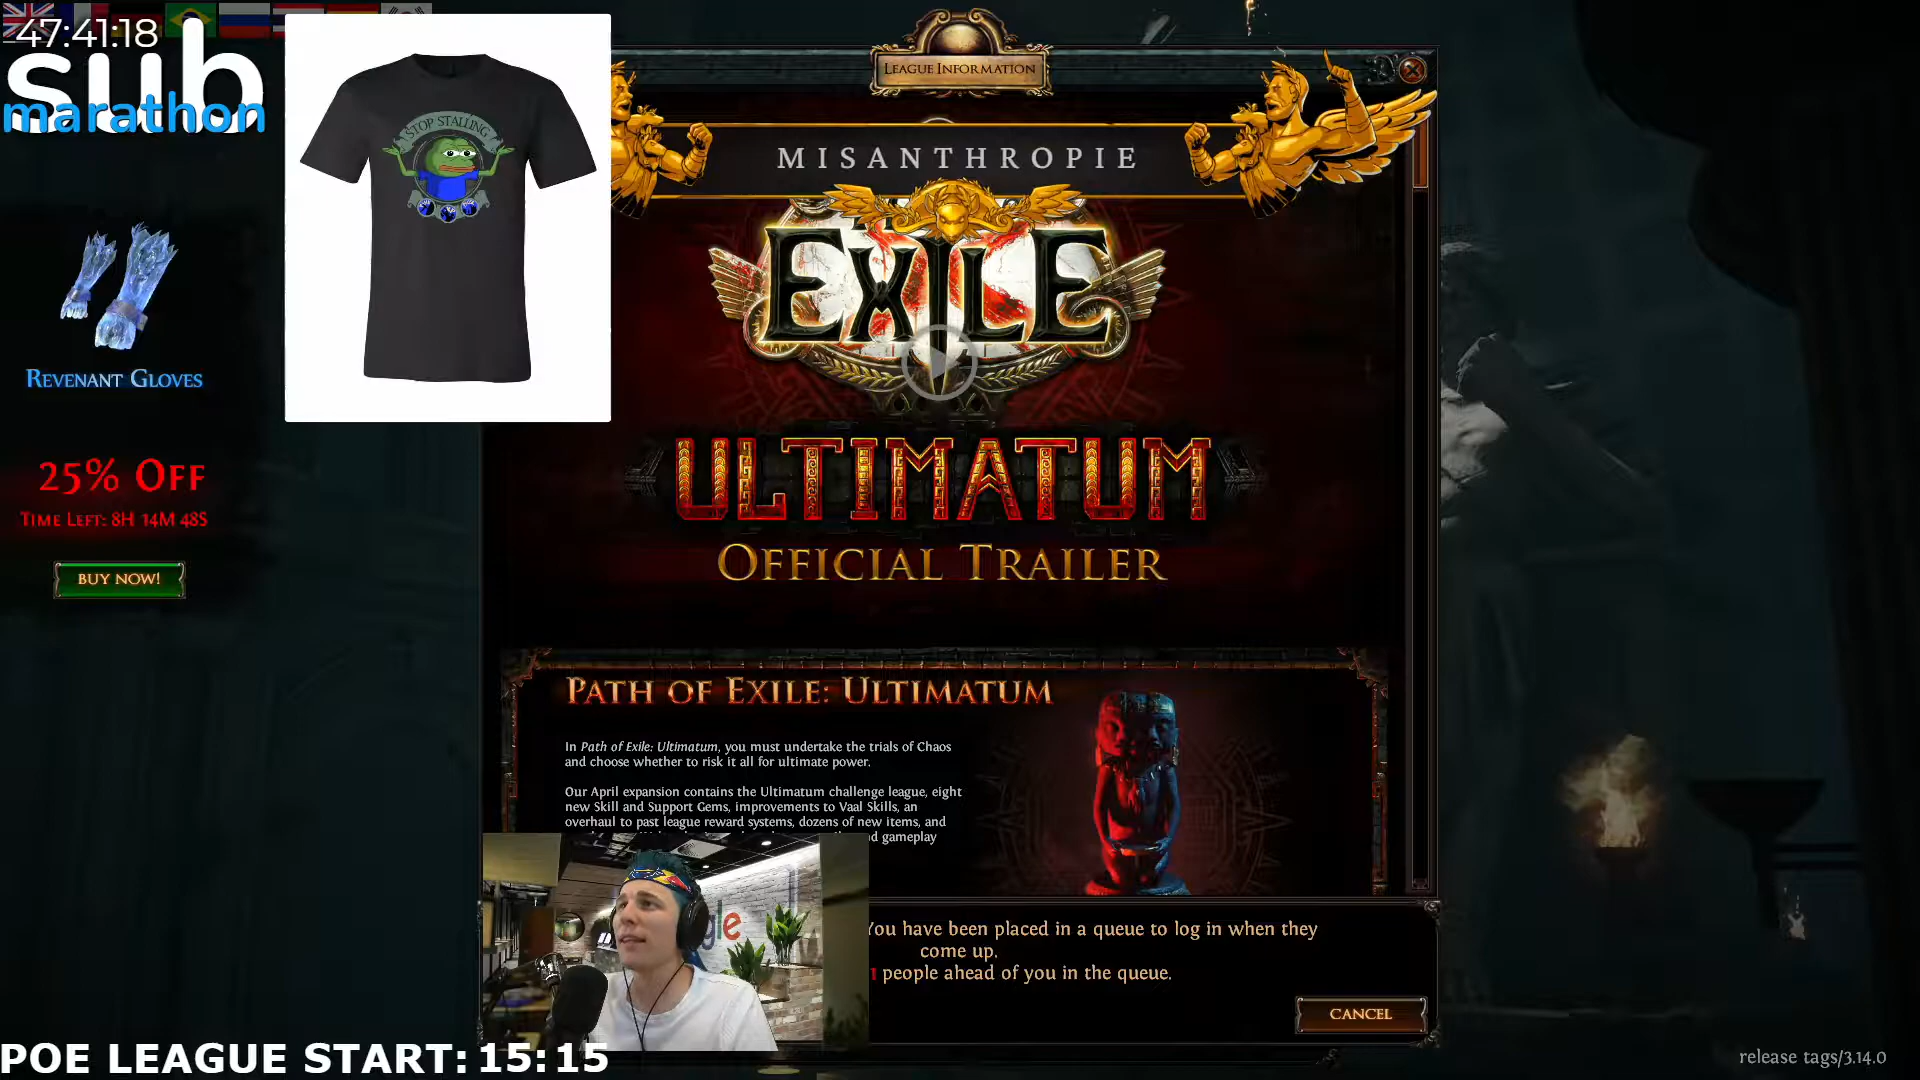 47:41:18
sub
marathon
STOP STALLING
REVENANT GLOVES
25% OFF
TIME LEFT: 8H 14M 48S
BUY NOW!
LEAGUE INFORMATION
MISANTHROPIE
EXILE
ULTIMATUM
OFFICIAL TRAILER
PATH OF EXILE: ULTIMATUM
In Path of Exile: Ultimatum, you must undertake the trials of Chaos
and choose whether to risk it all for ultimate power.
Our April expansion contains the Ultimatum challenge league, eight
new Skill and Support Gems, improvements to Vaal Skills, an
overhaul to past league reward systems, dozens of new items, and
gameplay
You have been placed in a queue to log in when they
come up.
1 people ahead of you in the queue.
CANCEL
POE LEAGUE START: 15:15
release tags/3.14.0